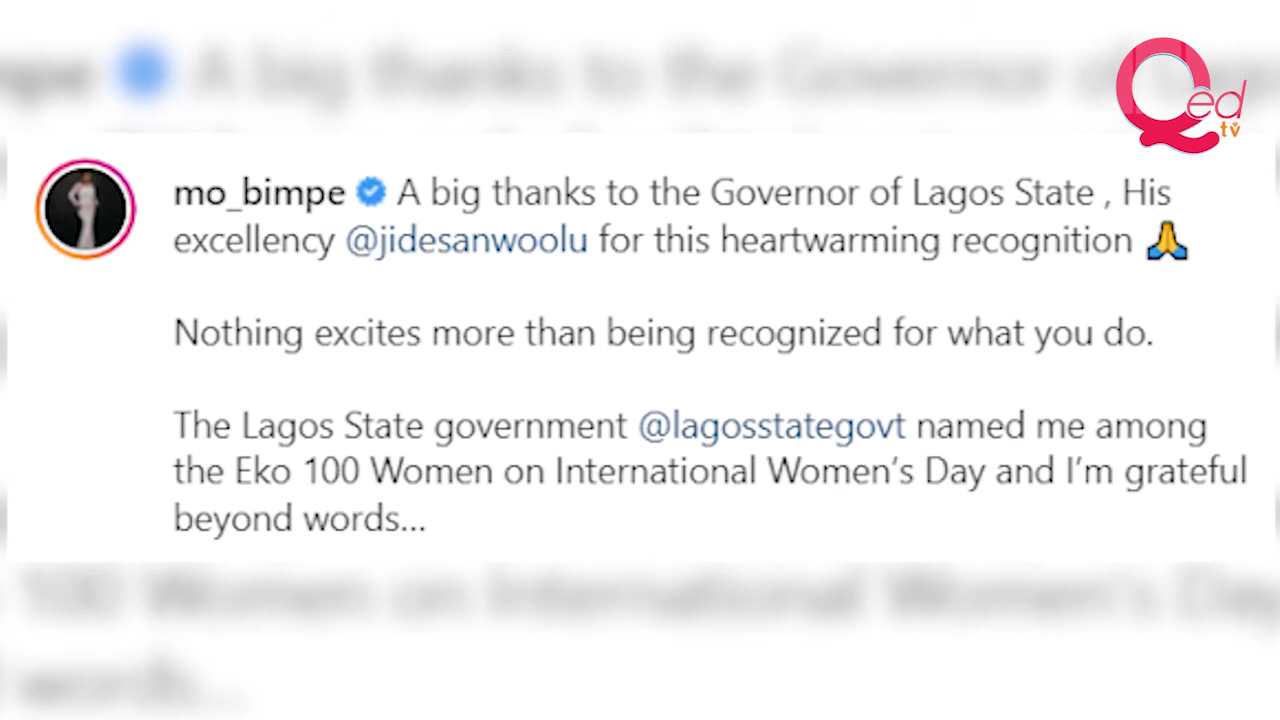 Qed
tv
mo_bimpe A big thanks to the Governor of Lagos State , His
excellency @jidesanwoolu for this heartwarming recognition 🙏
Nothing excites more than being recognized for what you do.
The Lagos State government @lagosstategovt named me among
the Eko 100 Women on International Women’s Day and I’m grateful
beyond words...